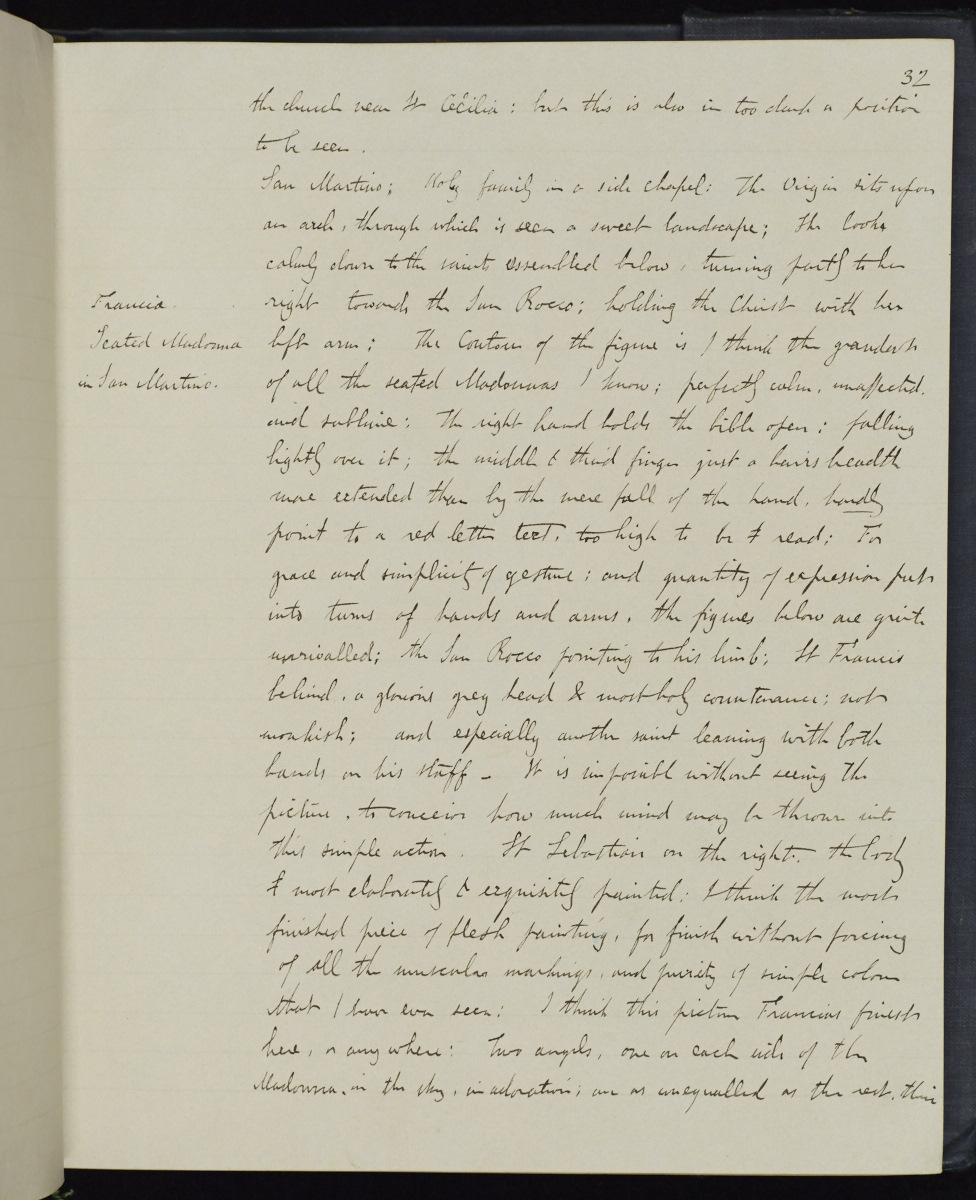 32
the church near St Cecilia : but this is also in too dark a position
to be seen .
San Martino; Holy family in a side chapel: The Virgin sits upon
an arch, through which is seen a sweet landscape; She looks
calmly down to the saints assembled below, turning partly to her
right towards the San Rocco; holding the Christ with her
Francia.
Seated Madonna
in San Martino.
left arm; The Contour of the figure is I think the grandest
of all the seated Madonnas I know; perfectly calm, unaffected,
and sublime: The right hand holds the bible open; falling
lightly over it; the middle & third finger just a hairs breadth
more extended than by the mere fall of the hand, hardly
point to a red letter text, too high to be read; For
grace and simplicity of gesture; and quantity of expression put
into turns of hands and arms, the figures below are quite
unrivalled; the San Rocco pointing to his limb; St Francis
behind, a glorious grey head & most holy countenance; not
monkish; and especially another saint leaning with both
hands on his staff - It is impossible without seeing the
picture, to conceive how much mind may be thrown into
this simple action. St Sebastian on the right, the body
most elaborately & exquisitely painted: I think the most
finished piece of flesh painting, for finish without forcing
of all the muscular markings, and purity of simple colour
that I have ever seen: I think this picture Francias finest
here, or any where: Two angels, one on each side of the
Madonna, in the sky, in adoration; are as unequalled as the rest, their